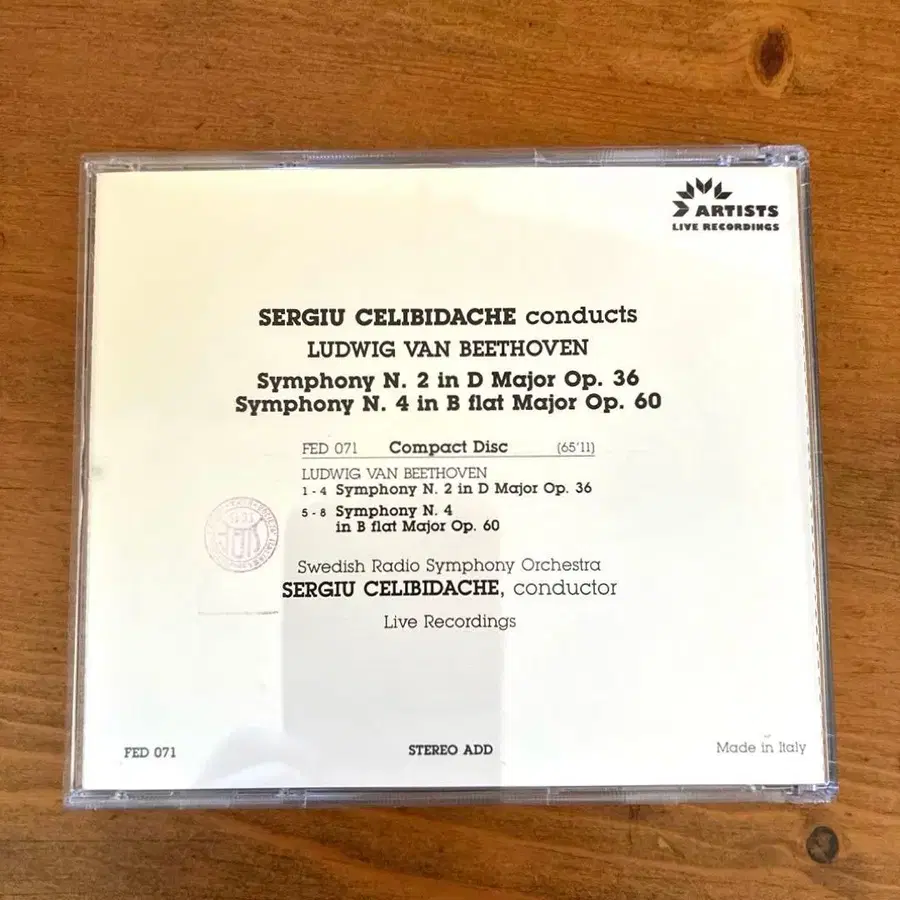 ARTISTS
LIVE RECORDINGS
SERGIU CELIBIDACHE conducts
LUDWIG VAN BEETHOVEN
Symphony N. 2 in D Major Op. 36
Symphony N. 4 in B flat Major Op. 60
FED 071 Compact Disc (65'11)
LUDWIG VAN BEETHOVEN
1 - 4 Symphony N. 2 in D Major Op. 36
5 - 8 Symphony N. 4
in B flat Major Op. 60
Swedish Radio Symphony Orchestra
SERGIU CELIBIDACHE, conductor
Live Recordings
FED 071 STEREO ADD Made in Italy